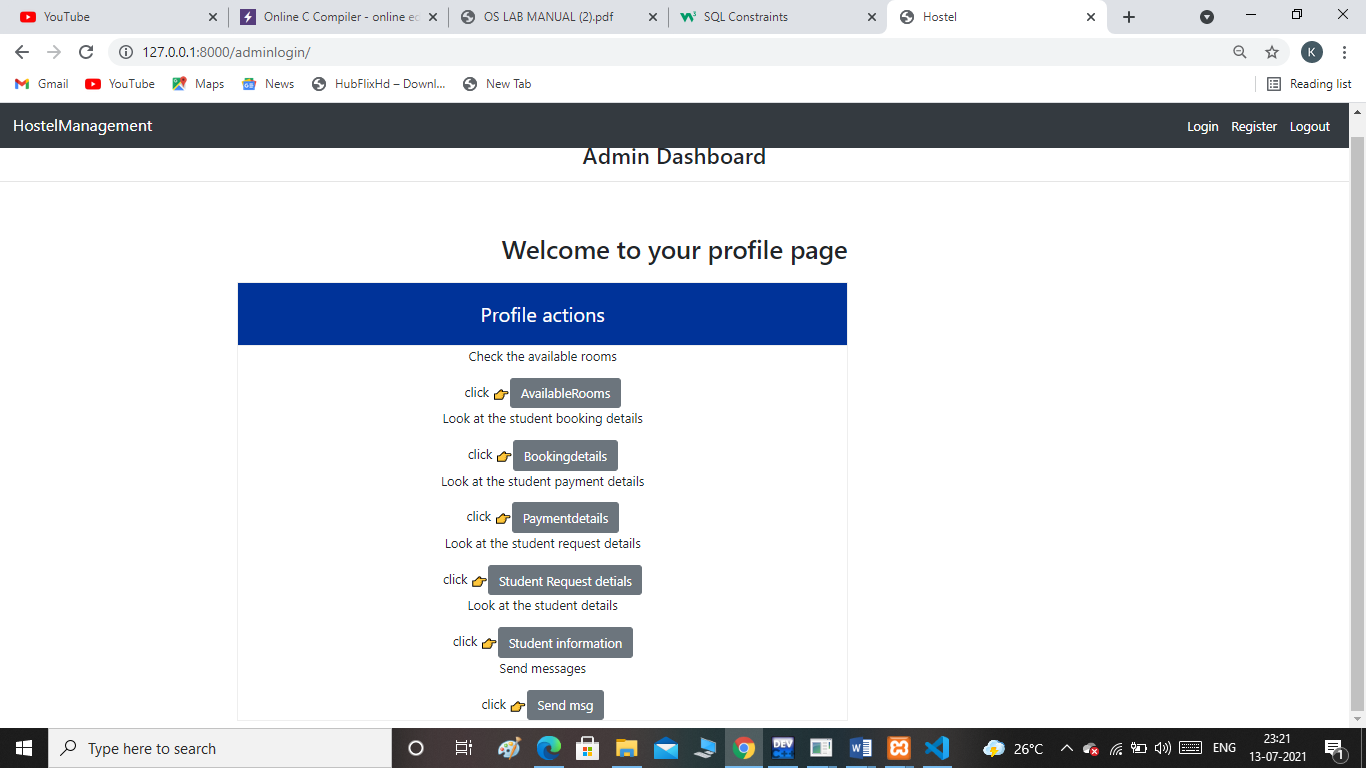 YouTube
Online C Compiler - online ec
OS LAB MANUAL (2).pdf
SQL Constraints
Hostel
127.0.0.1:8000/adminlogin/
K
Gmail
YouTube
Maps
News
HubFlixHd – Downl...
New Tab
Reading list
HostelManagement
Login Register Logout
Admin Dashboard
Welcome to your profile page
Profile actions
Check the available rooms
click 👉 AvailableRooms
Look at the student booking details
click 👉 Bookingdetails
Look at the student payment details
click 👉 Paymentdetails
Look at the student request details
click 👉 Student Request detials
Look at the student details
click 👉 Student information
Send messages
click 👉 Send msg
Type here to search
DEV
26°C
ENG
23:21
13-07-2021
1